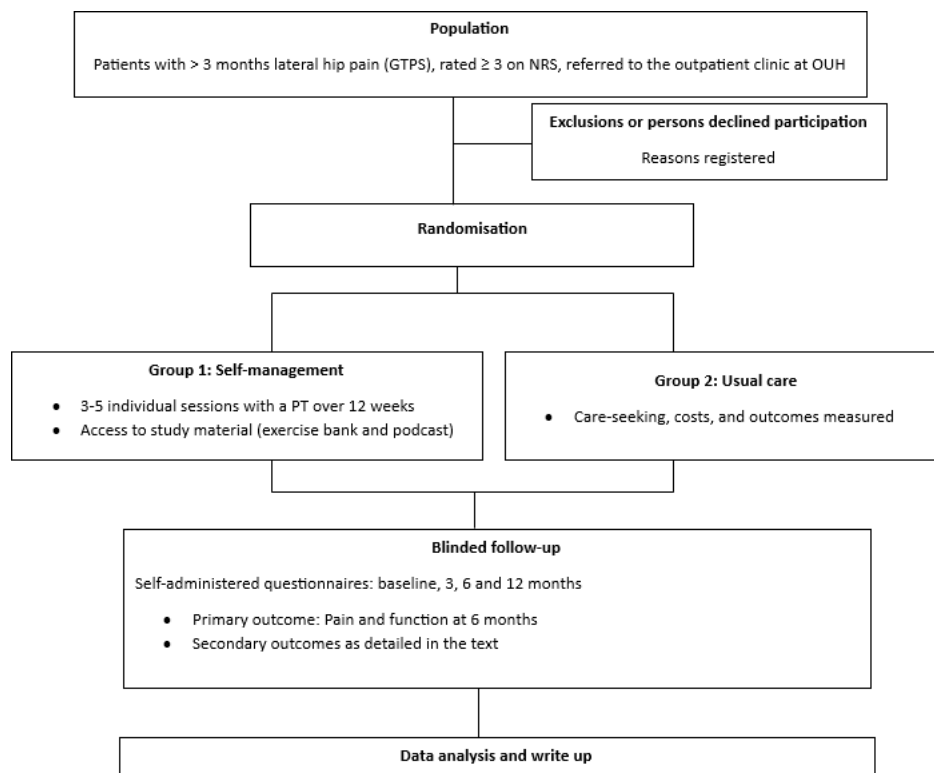 Population
Patients with > 3 months lateral hip pain (GTPS), rated ≥ 3 on NRS, referred to the outpatient clinic at OUH
Exclusions or persons declined participation
Reasons registered
Randomisation
Group 1: Self-management
• 3-5 individual sessions with a PT over 12 weeks
• Access to study material (exercise bank and podcast)
Group 2: Usual care
• Care-seeking, costs, and outcomes measured
Blinded follow-up
Self-administered questionnaires: baseline, 3, 6 and 12 months
• Primary outcome: Pain and function at 6 months
• Secondary outcomes as detailed in the text
Data analysis and write up